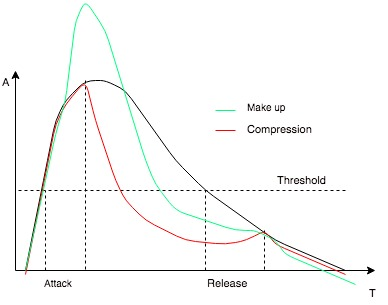 A
Make up
Compression
Threshold
Attack
Release
T